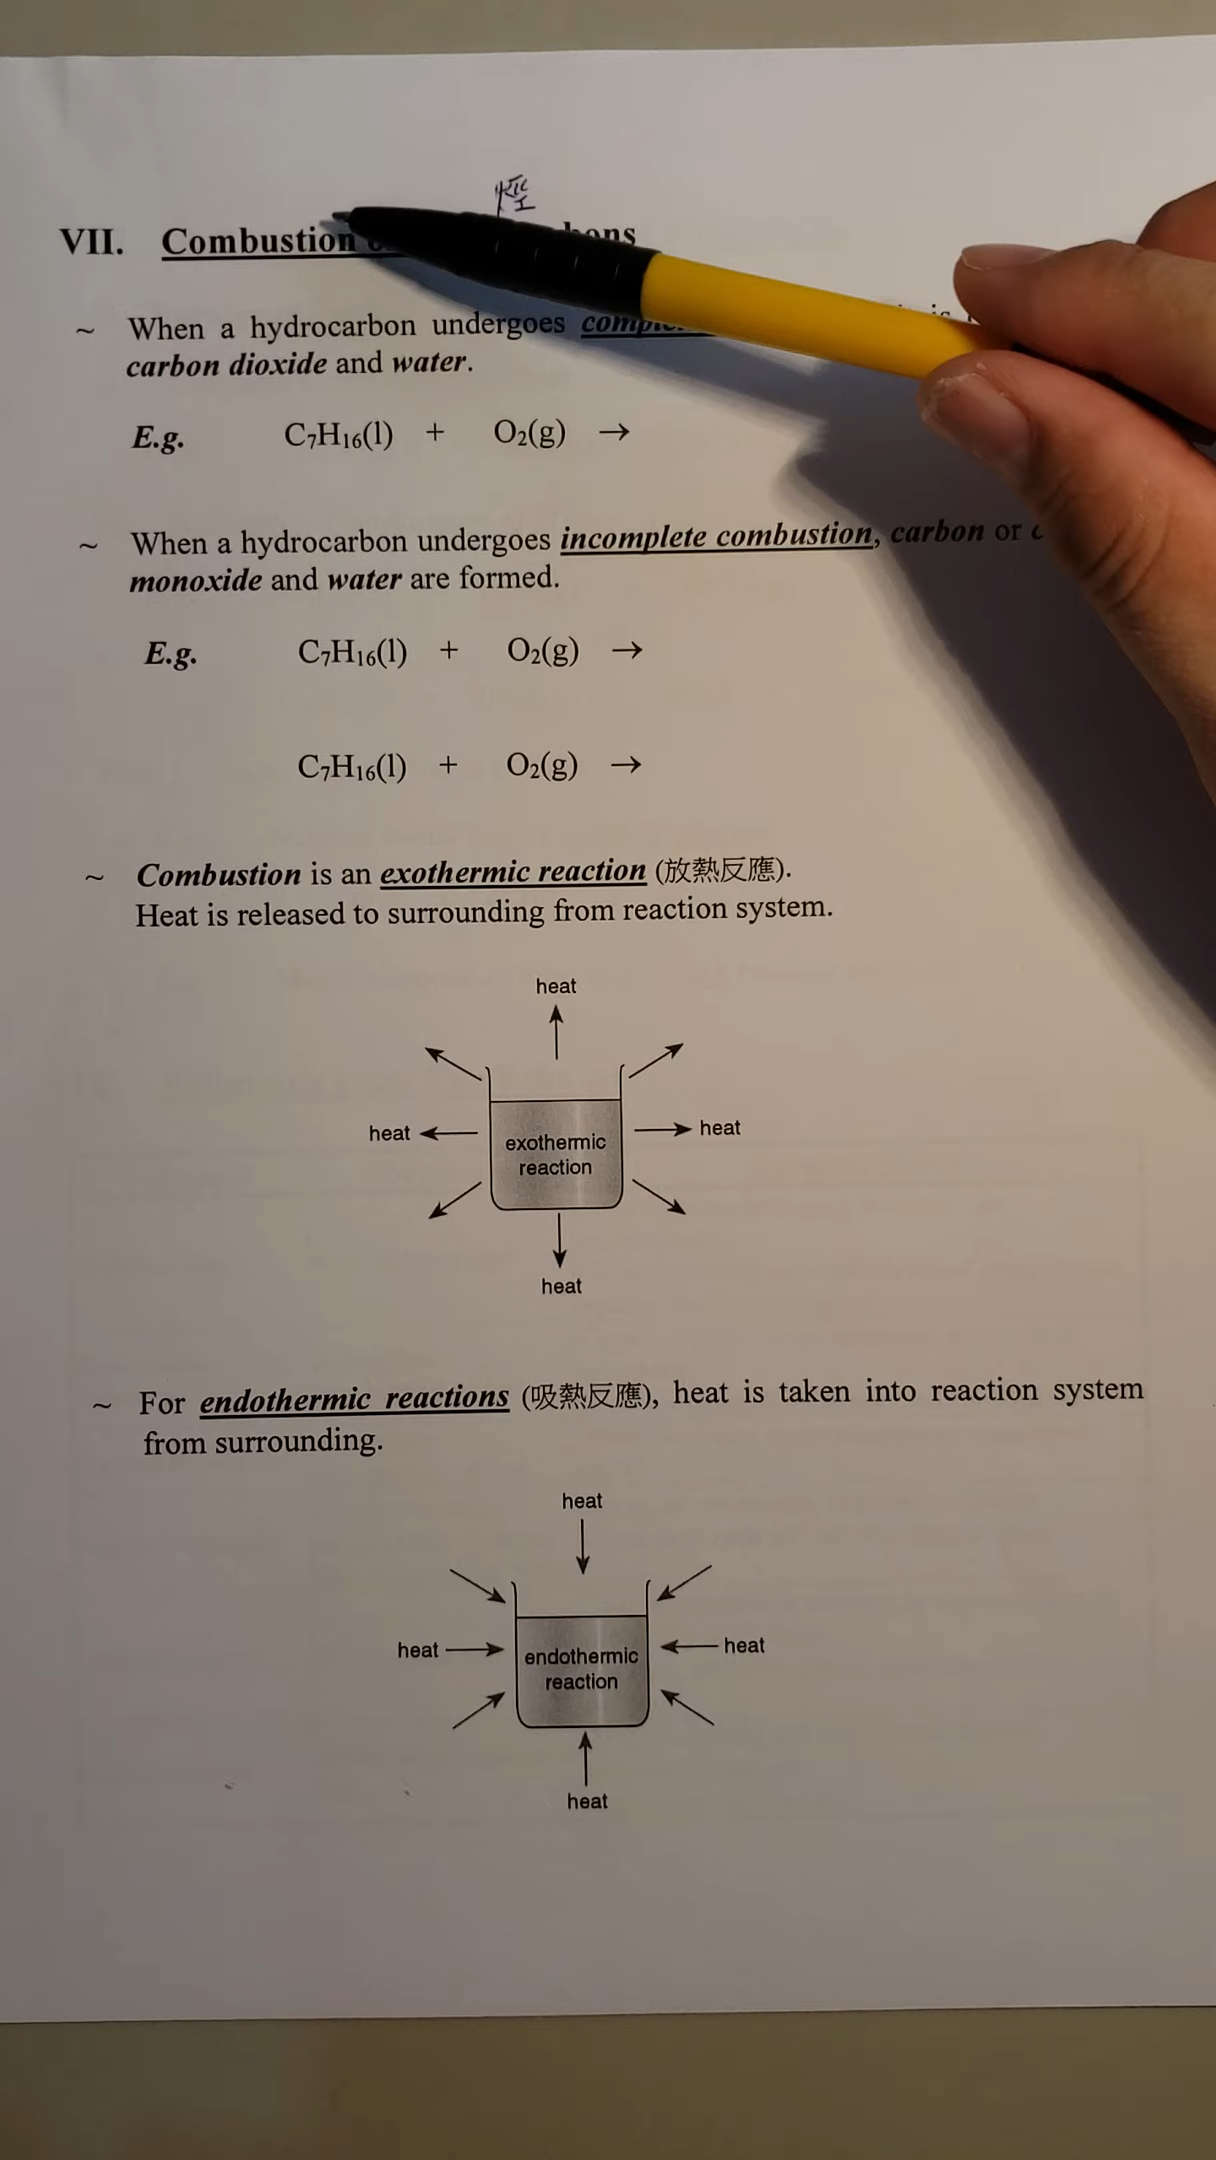 烴
VII. Combustion
~ When a hydrocarbon undergoes
carbon dioxide and water.
E.g. C₇H₁₆(l) + O₂(g) →
~ When a hydrocarbon undergoes incomplete combustion, carbon or
monoxide and water are formed.
E.g. C₇H₁₆(l) + O₂(g) →
C₇H₁₆(l) + O₂(g) →
~ Combustion is an exothermic reaction (放熱反應).
Heat is released to surrounding from reaction system.
heat
heat
exothermic
reaction
heat
heat
~ For endothermic reactions (吸熱反應), heat is taken into reaction system
from surrounding.
heat
heat
endothermic
reaction
heat
heat